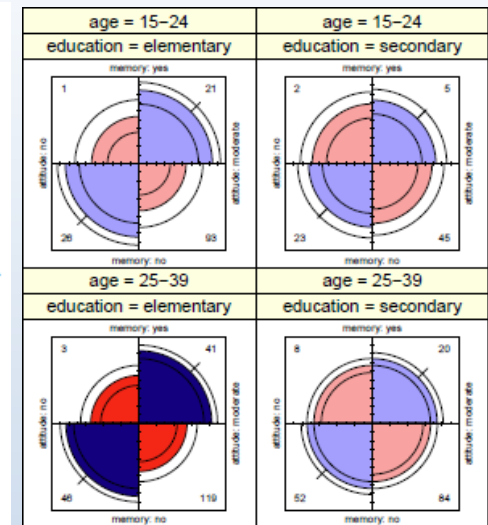 age = 15−24
education = elementary
memory: yes
1
21
attitude: no
attitude: moderate
26
93
memory: no
age = 15−24
education = secondary
memory: yes
2
5
attitude: no
attitude: moderate
23
45
memory: no
age = 25−39
education = elementary
memory: yes
3
41
attitude: no
attitude: moderate
46
119
memory: no
age = 25−39
education = secondary
memory: yes
8
20
attitude: no
attitude: moderate
52
84
memory: no